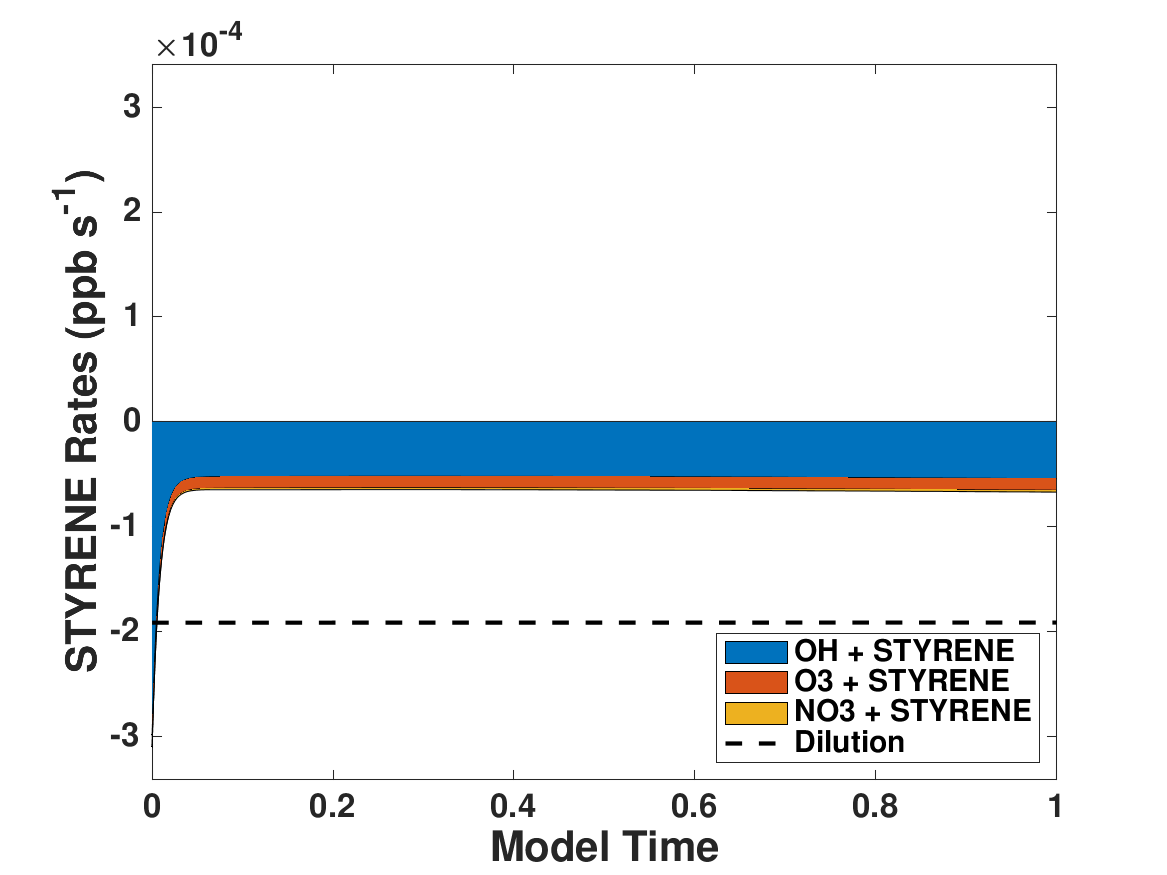 ×10-4
3
2
1
0
-1
-2
-3
STYRENE Rates (ppb s-1)
OH + STYRENE
O3 + STYRENE
NO3 + STYRENE
Dilution
0 0.2 0.4 0.6 0.8 1
Model Time